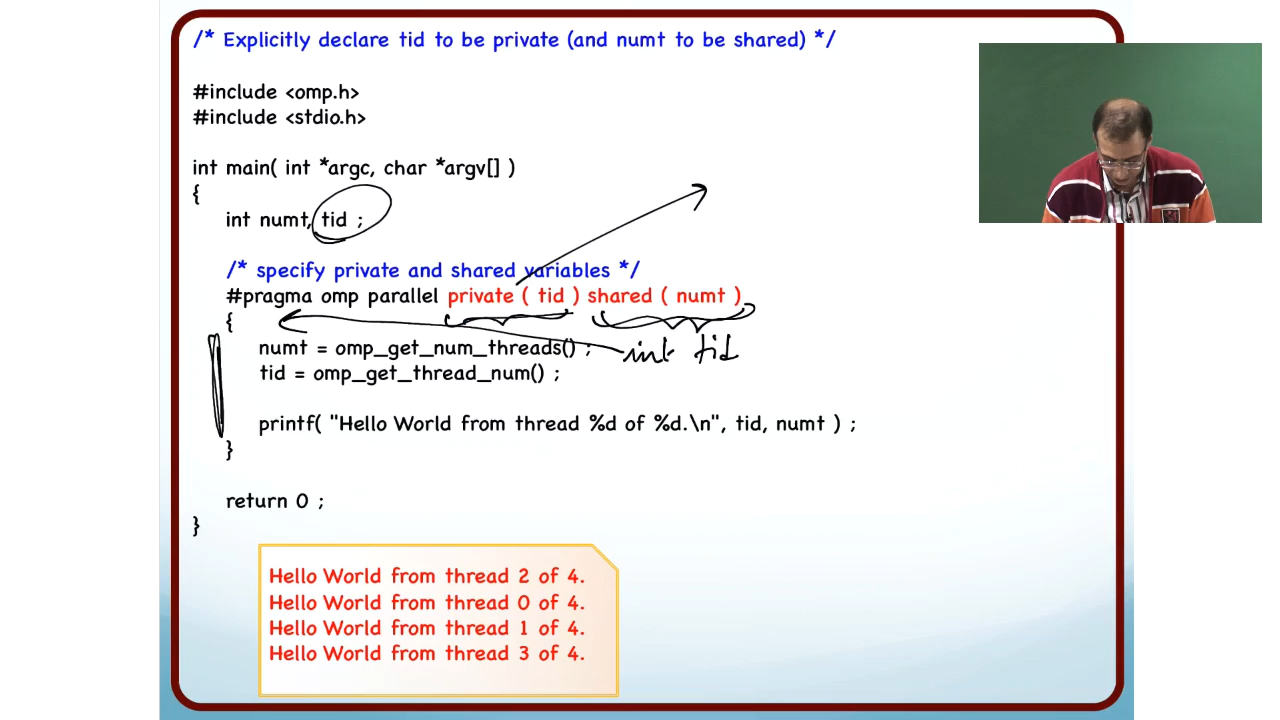 /* Explicitly declare tid to be private (and numt to be shared) */
#include <omp.h>
#include <stdio.h>
int main( int *argc, char *argv[] )
{
int numt, tid ;
/* specify private and shared variables */
#pragma omp parallel private ( tid ) shared ( numt )
{
numt = omp_get_num_threads() ;
int tid
tid = omp_get_thread_num() ;
printf( "Hello World from thread %d of %d.\n", tid, numt ) ;
}
return 0 ;
}
Hello World from thread 2 of 4.
Hello World from thread 0 of 4.
Hello World from thread 1 of 4.
Hello World from thread 3 of 4.